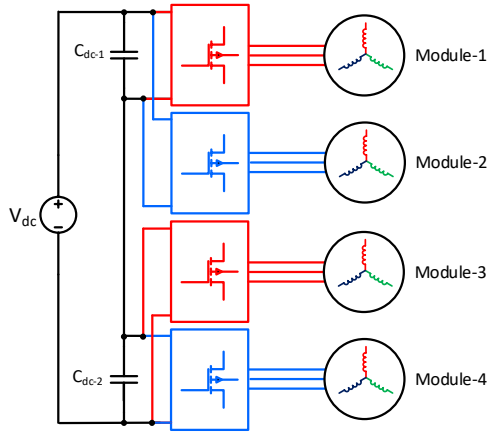 C dc-1
Module-1
Module-2
V dc
+
−
Module-3
C dc-2
Module-4